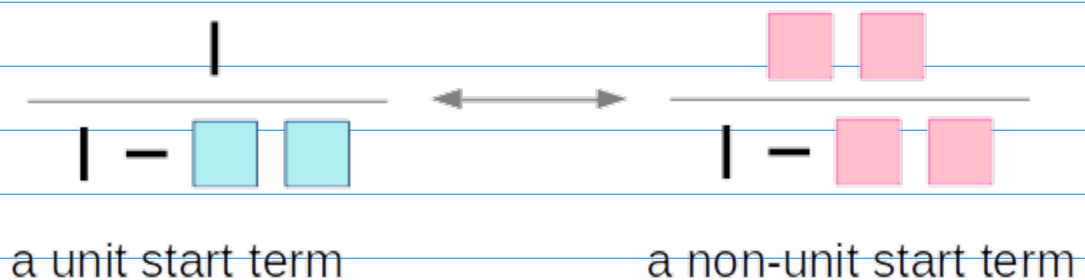 1
1 −
1 −
a unit start term
a non-unit start term